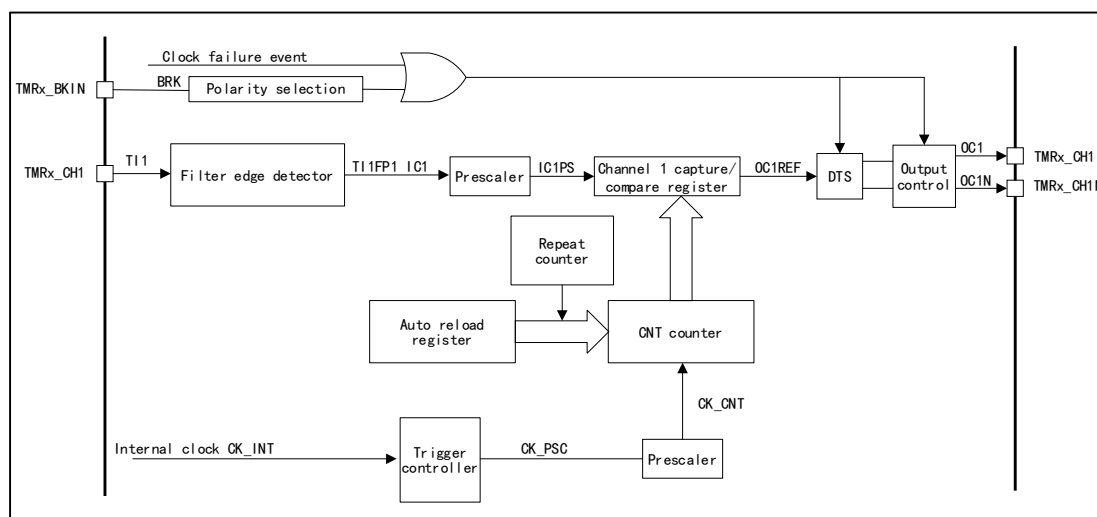 Clock failure event
TMRx_BKIN
BRK
Polarity selection
TMRx_CH1
TI1
Filter edge detector
TI1FP1 IC1
Prescaler
IC1PS
Channel 1 capture/
compare register
OC1REF
DTS
Output
control
OC1
TMRx_CH1
OC1N
TMRx_CH1N
Repeat
counter
Auto reload
register
CNT counter
CK_CNT
Internal clock CK_INT
Trigger
controller
CK_PSC
Prescaler